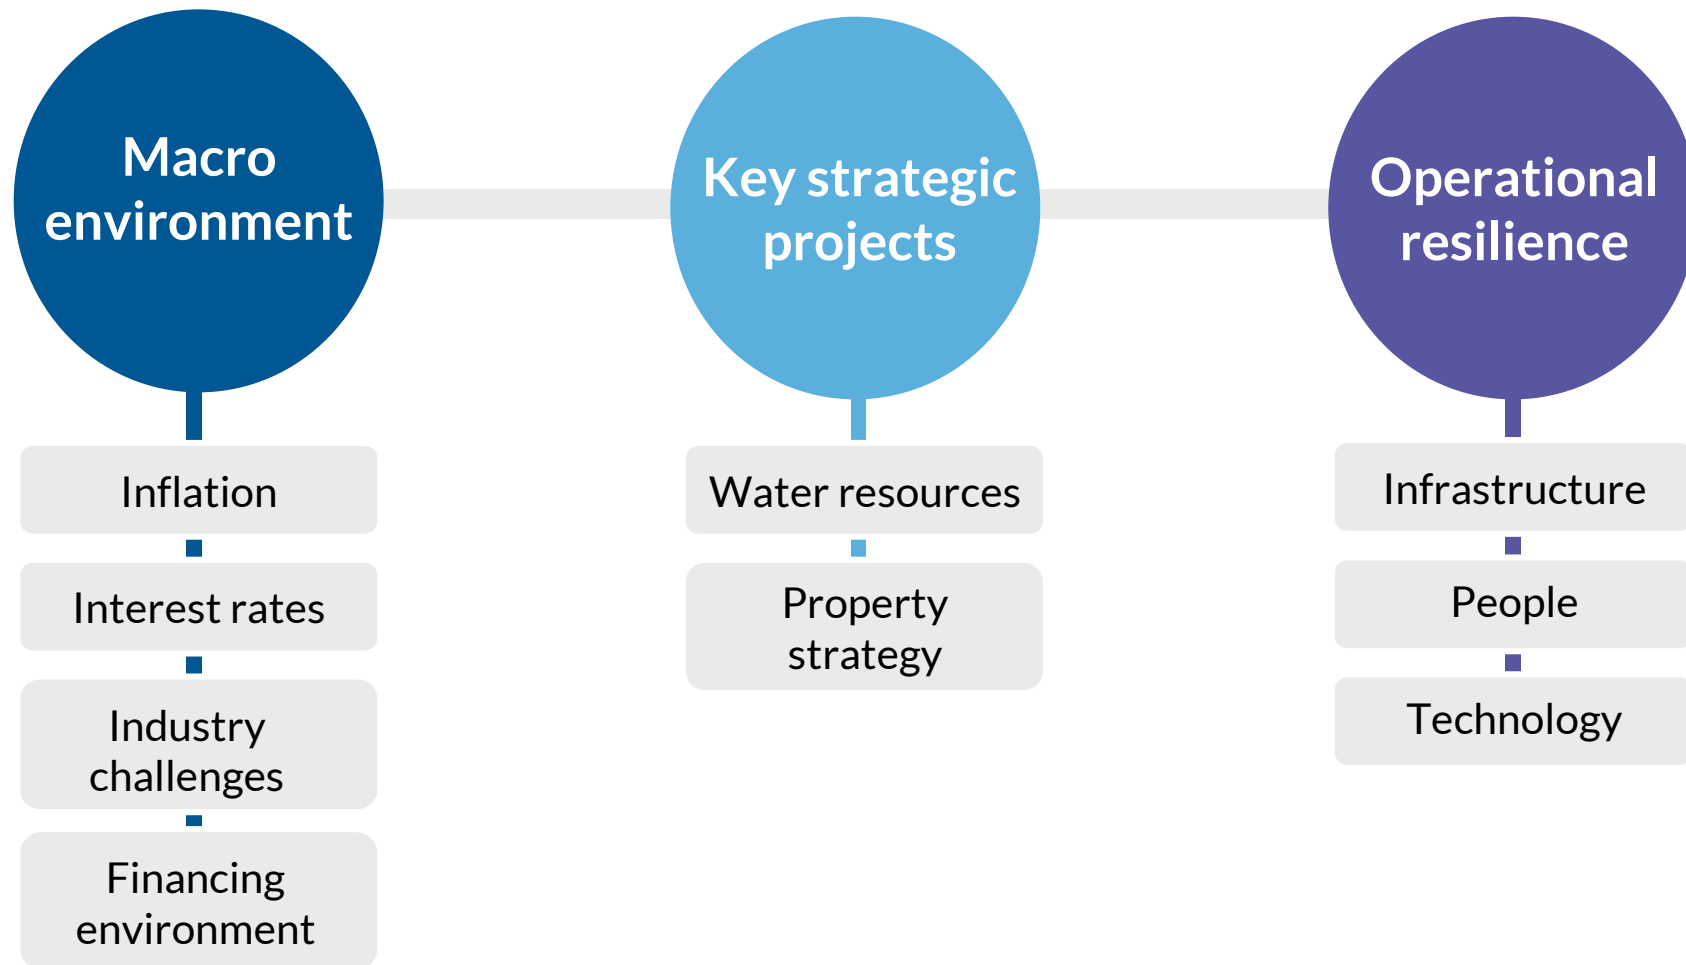 Macro
environment
Inflation
Interest rates
Industry
challenges
Financing
environment
Key strategic
projects
Water resources
Property
strategy
Operational
resilience
Infrastructure
People
Technology